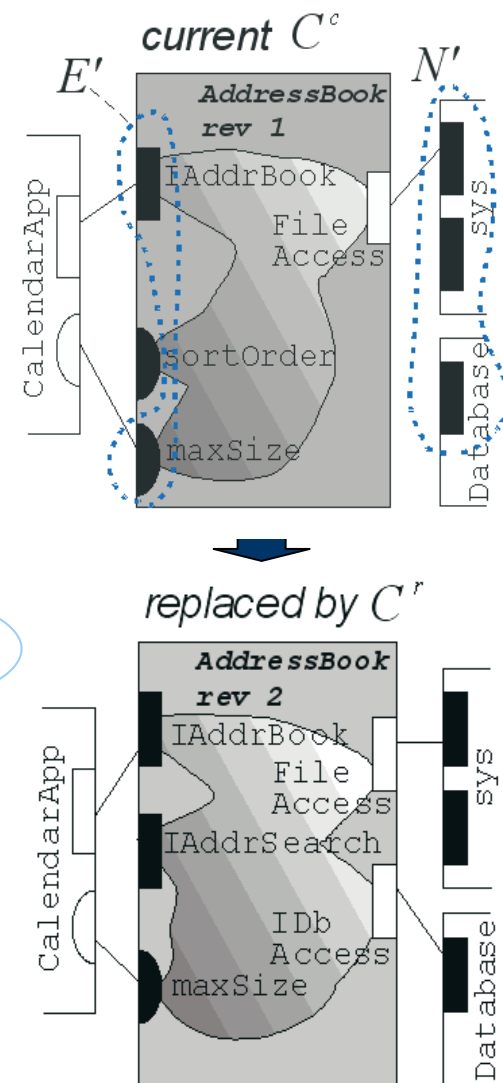 current C^c
E'
N'
AddressBook
rev 1
IAddrBook
File
Access
sortOrder
maxSize
CalendarApp
sys
Database
replaced by C^r
AddressBook
rev 2
IAddrBook
File
Access
IAddrSearch
IDb
Access
maxSize
CalendarApp
sys
Database